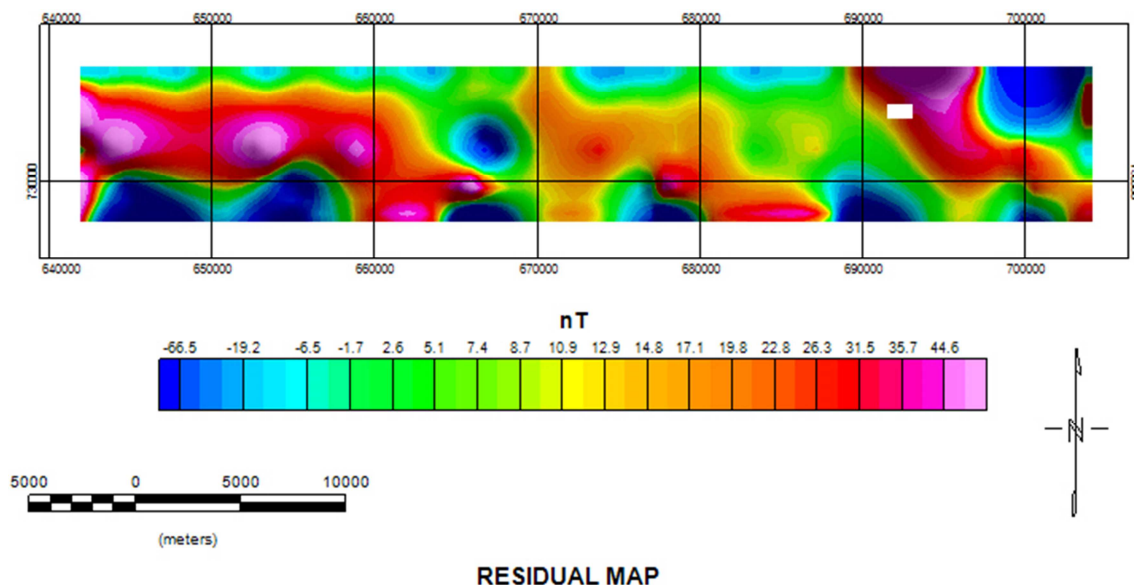 640000 650000 660000 670000 680000 690000 700000
730000
640000 650000 660000 670000 680000 690000 700000
nT
-66.5 -19.2 -6.5 -1.7 2.6 5.1 7.4 8.7 10.9 12.9 14.8 17.1 19.8 22.8 26.3 31.5 35.7 44.6
N
5000 0 5000 10000
(meters)
RESIDUAL MAP